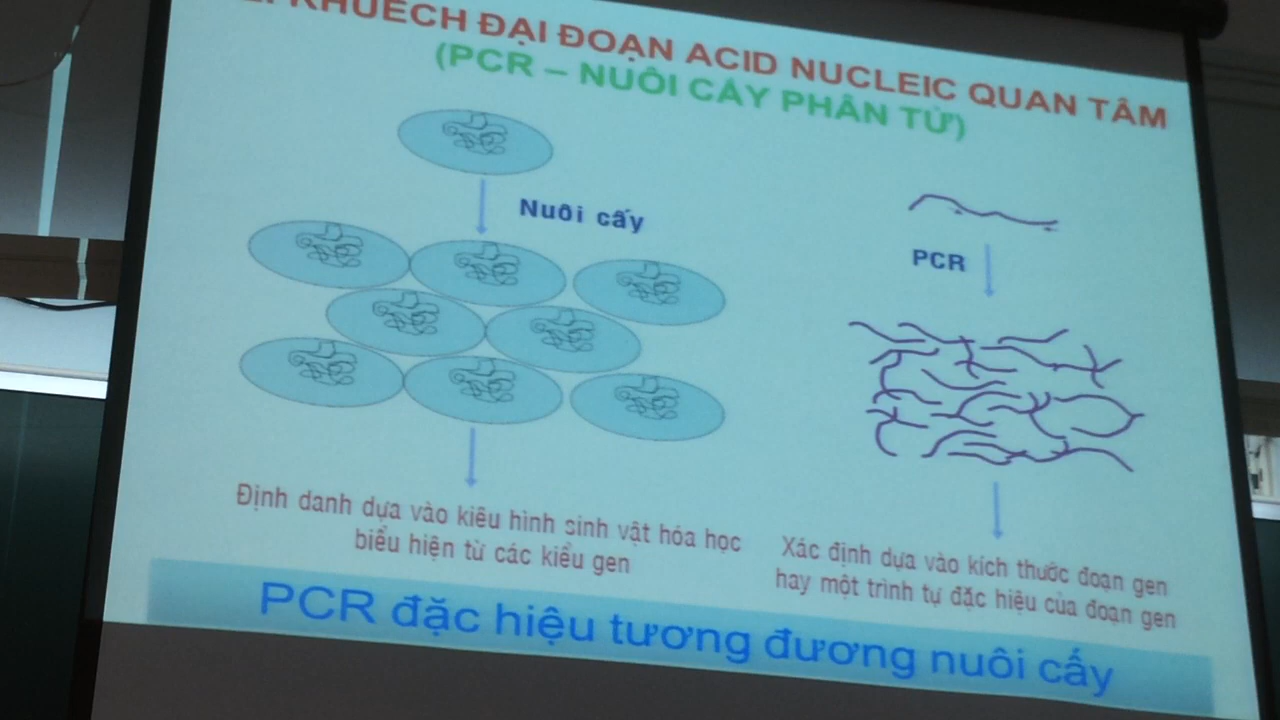 KHUẾCH ĐẠI ĐOẠN ACID NUCLEIC QUAN TÂM
(PCR – NUÔI CẤY PHÂN TỬ)
Nuôi cấy
PCR
Định danh dựa vào kiêu hình sinh vật hóa học
biểu hiện từ các kiểu gen
Xác định dựa vào kích thước đoạn gen
hay một trình tự đặc hiệu của đoạn gen
PCR đặc hiệu tương đương nuôi cấy